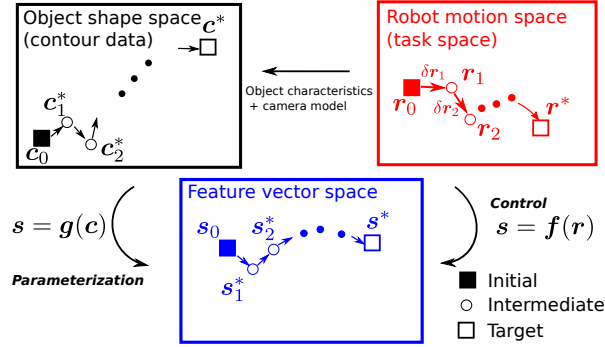 Object shape space
(contour data)
c*
c₁*
c₀
c₂*
Object characteristics
+ camera model
Robot motion space
(task space)
δr₁
r₁
r₀
δr₂
r₂
r*
s = g(c)
Parameterization
Feature vector space
s₀
s₂*
s*
s₁*
Control
s = f(r)
Initial
Intermediate
Target